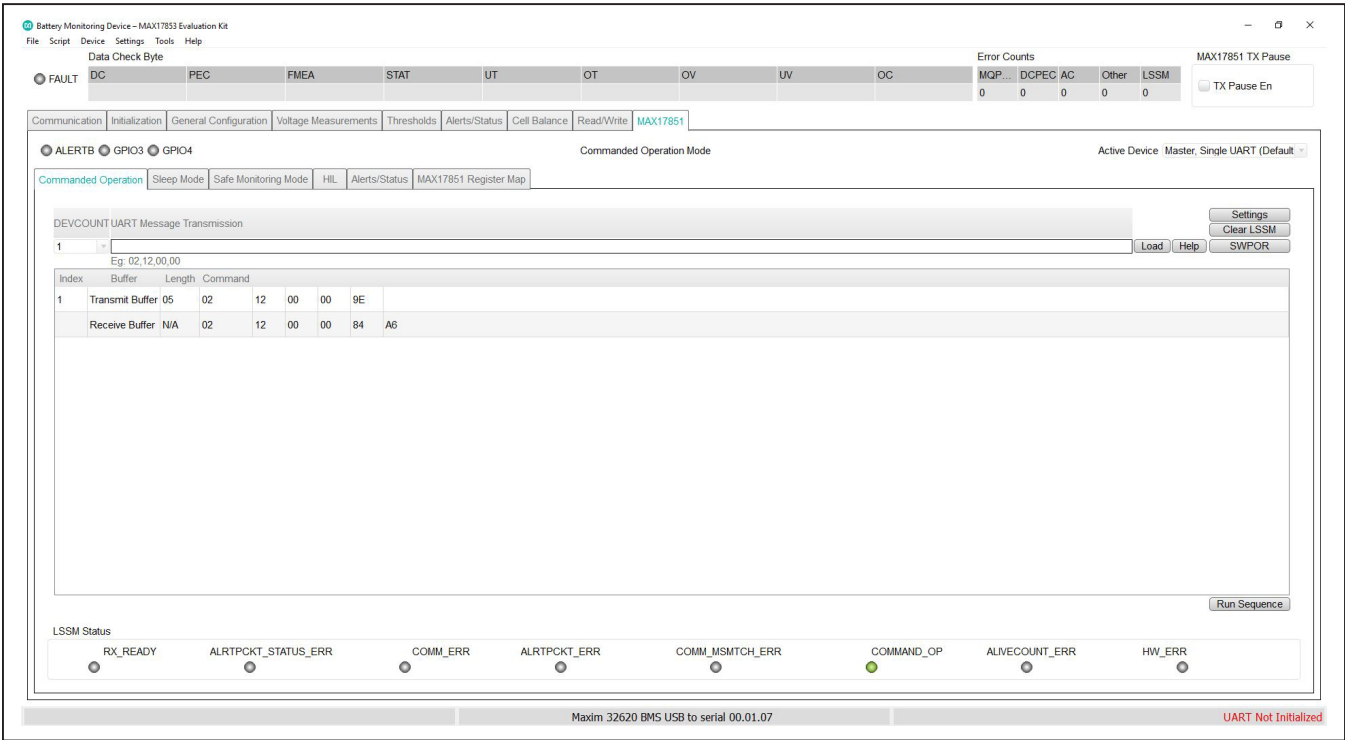 Battery Monitoring Device – MAX17853 Evaluation Kit
File Script Device Settings Tools Help
Data Check Byte Error Counts MAX17851 TX Pause
FAULT DC PEC FMEA STAT UT OT OV UV OC MQP... DCPEC AC Other LSSM
0 0 0 0 0 TX Pause En
Communication Initialization General Configuration Voltage Measurements Thresholds Alerts/Status Cell Balance Read/Write MAX17851
ALERTB GPIO3 GPIO4 Commanded Operation Mode Active Device Master, Single UART (Default
Commanded Operation Sleep Mode Safe Monitoring Mode HIL Alerts/Status MAX17851 Register Map
Settings
DEVCOUNT UART Message Transmission
Clear LSSM
1 Load Help SWPOR
Eg: 02,12,00,00
Index Buffer Length Command
1 Transmit Buffer 05 02 12 00 00 9E
Receive Buffer N/A 02 12 00 00 84 A6
Run Sequence
LSSM Status
RX_READY ALRTPCKT_STATUS_ERR COMM_ERR ALRTPCKT_ERR COMM_MSMTCH_ERR COMMAND_OP ALIVECOUNT_ERR HW_ERR
Maxim 32620 BMS USB to serial 00.01.07 UART Not Initialized